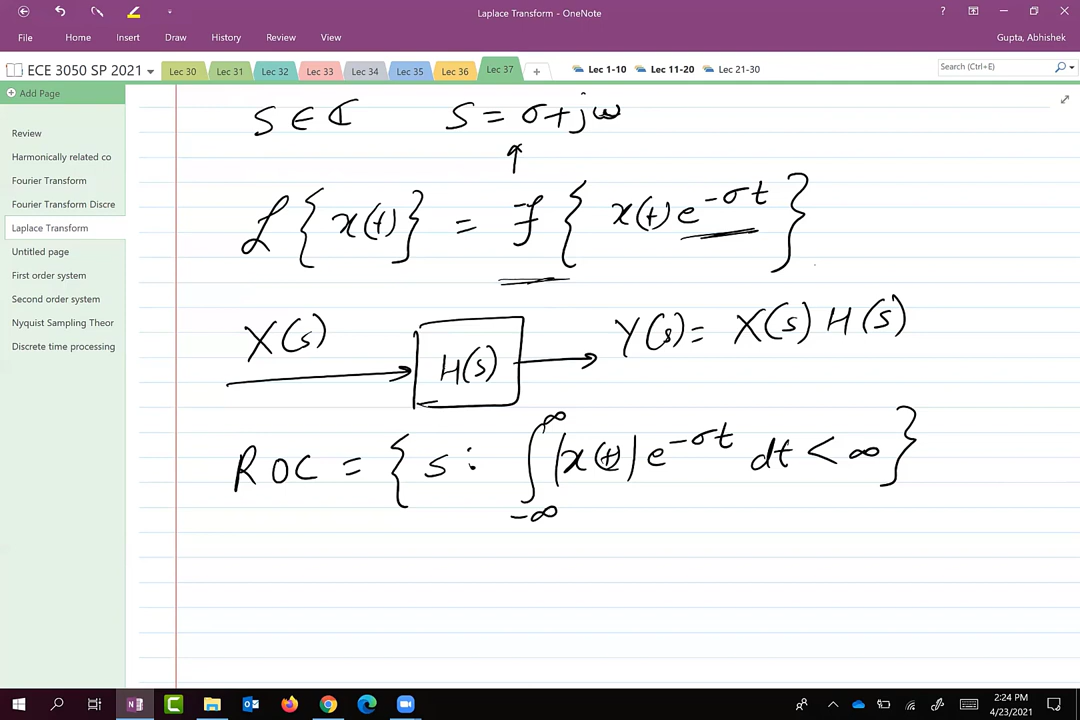 Laplace Transform - OneNote
?
File Home Insert Draw History Review View
Gupta, Abhishek
ECE 3050 SP 2021 Lec 30 Lec 31 Lec 32 Lec 33 Lec 34 Lec 35 Lec 36 Lec 37 + Lec 1-10 Lec 11-20 Lec 21-30
Search (Ctrl+E)
Add Page
Review
Harmonically related co
Fourier Transform
Fourier Transform Discre
Laplace Transform
Untitled page
First order system
Second order system
Nyquist Sampling Theor
Discrete time processing
s ∈ ℂ s = σ+jω
ℒ{x(t)} = ℱ{x(t)e^{-σt}}
X(s) H(s) Y(s) = X(s) H(s)
ROC = {s : ∫_{-∞}^{∞} |x(t)| e^{-σt} dt < ∞}
2:24 PM
4/23/2021